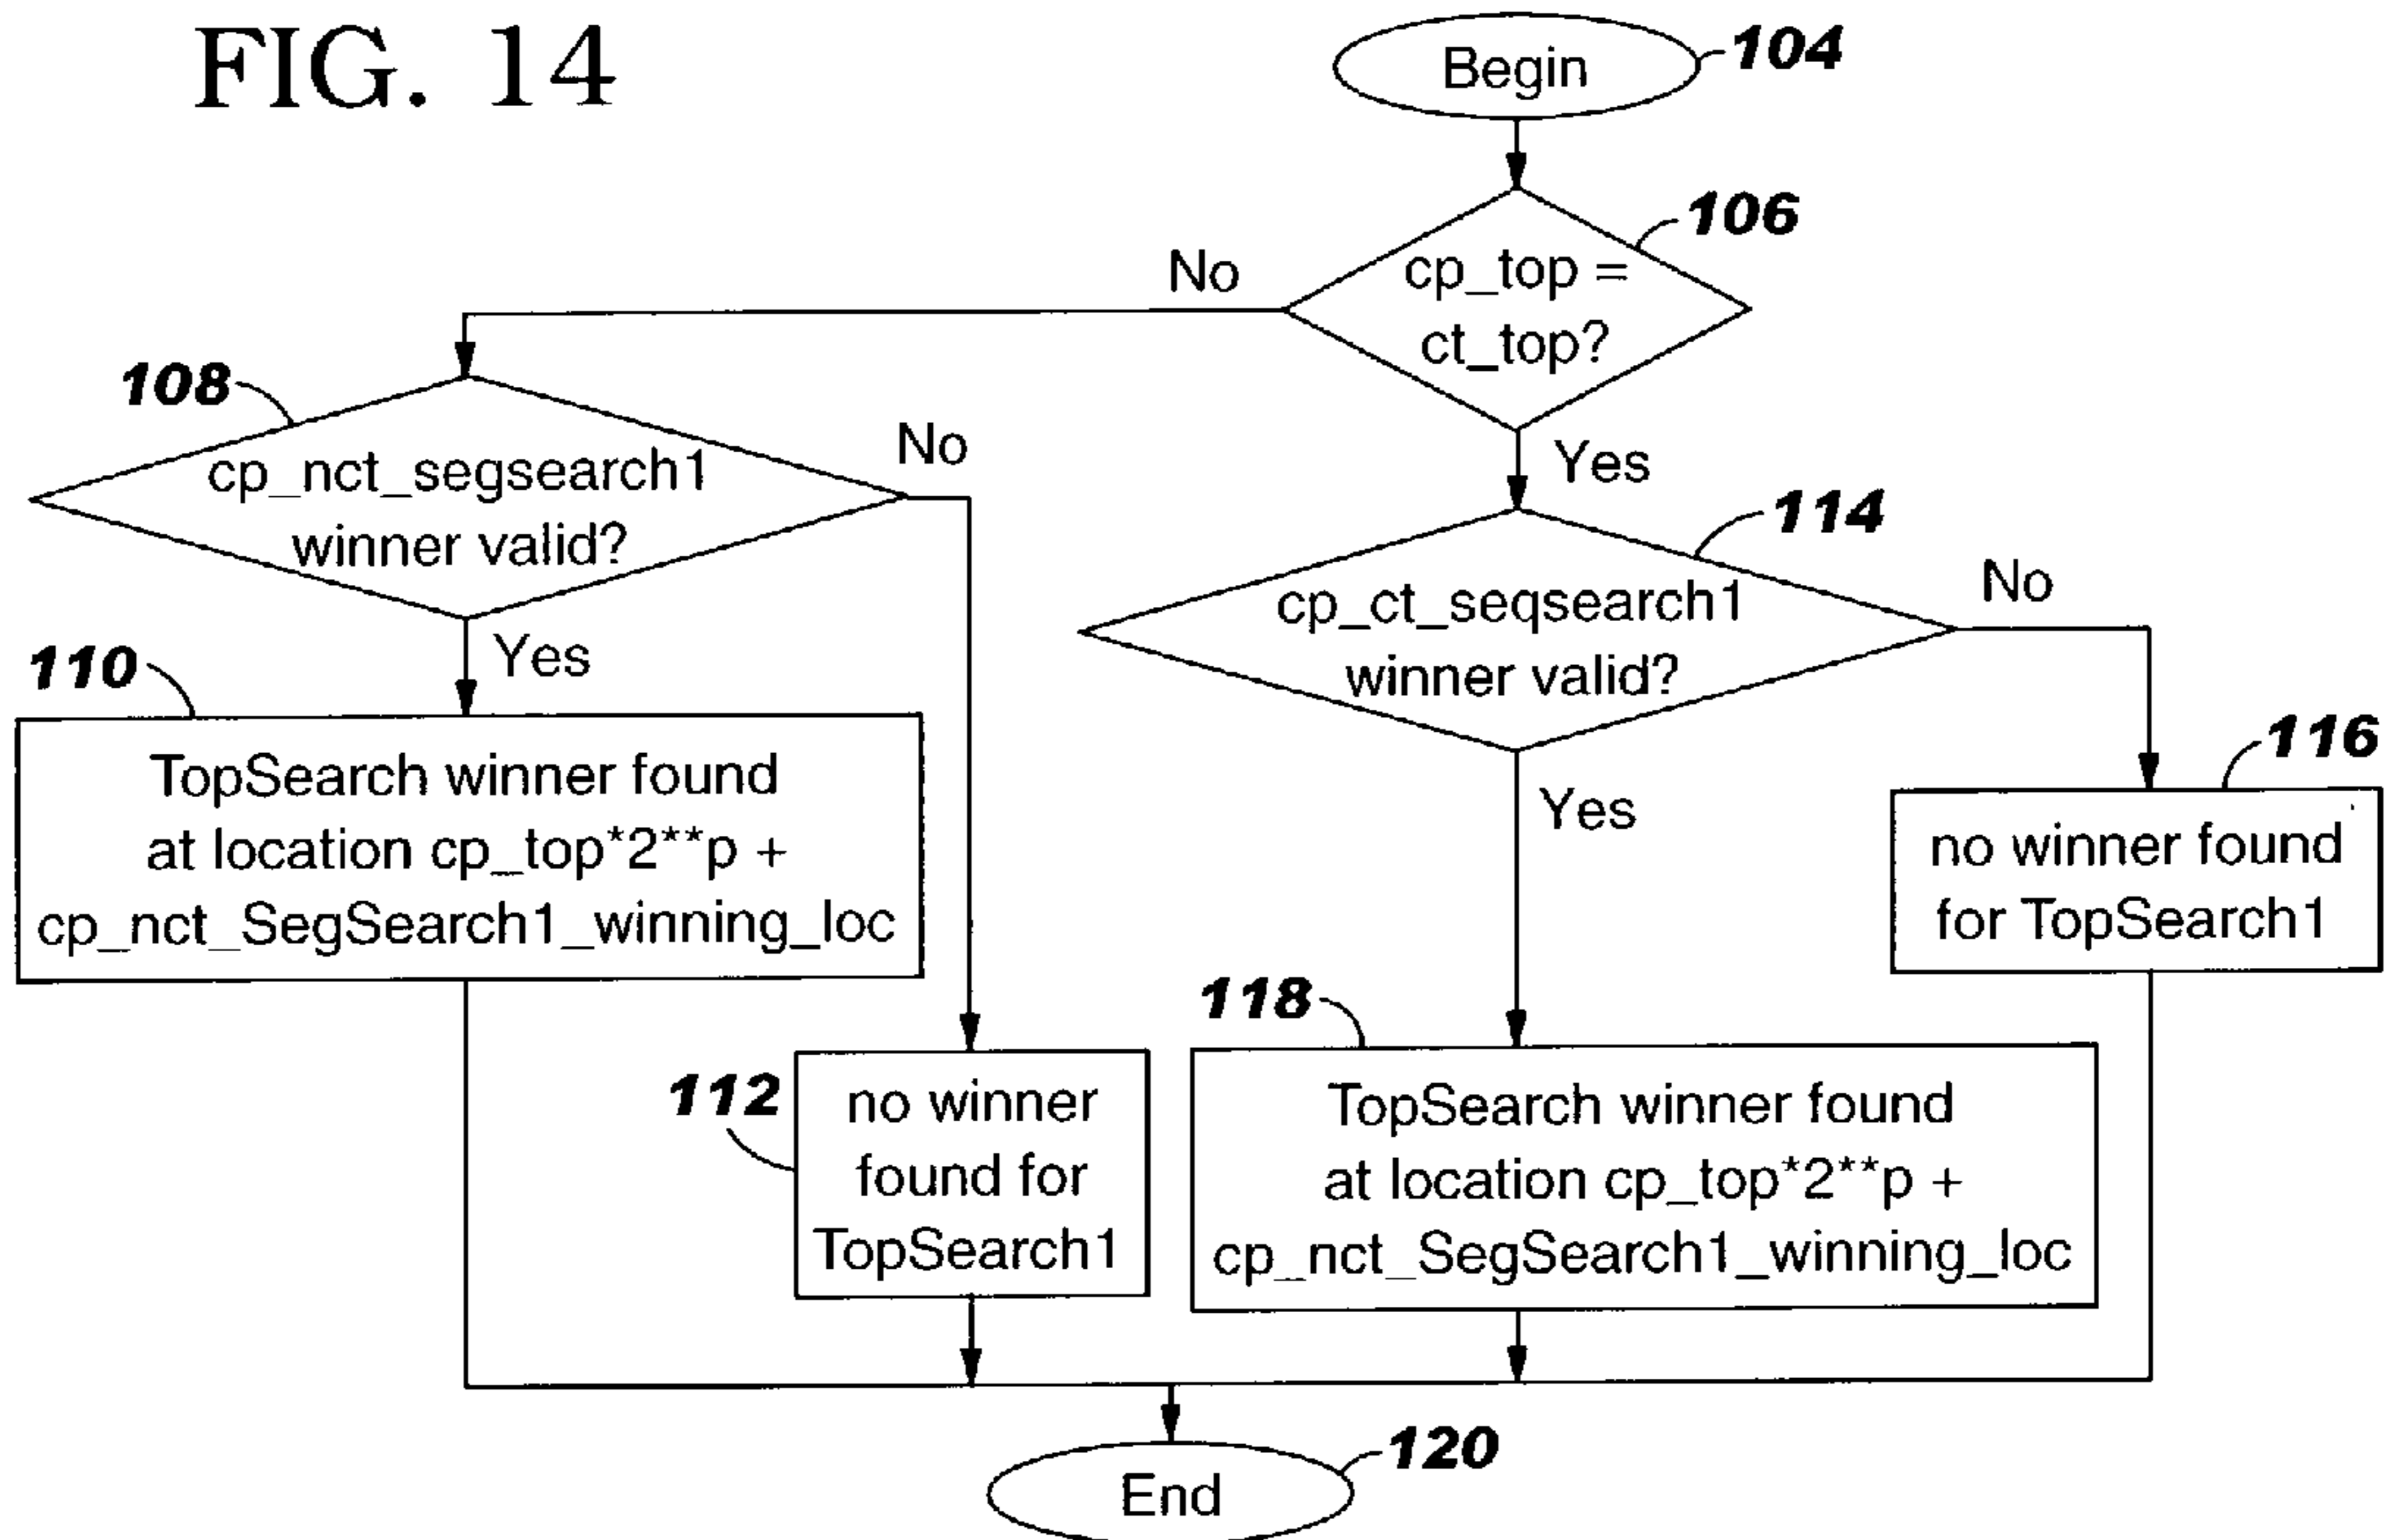 FIG. 14
Begin
104
106
cp_top =
ct_top?
No
Yes
108
cp_nct_segsearch1
winner valid?
No
Yes
114
cp_ct_seqsearch1
winner valid?
No
Yes
110
TopSearch winner found
at location cp_top*2**p +
cp_nct_SegSearch1_winning_loc
116
no winner found
for TopSearch1
112
no winner
found for
TopSearch1
118
TopSearch winner found
at location cp_top*2**p +
cp_nct_SegSearch1_winning_loc
End
120